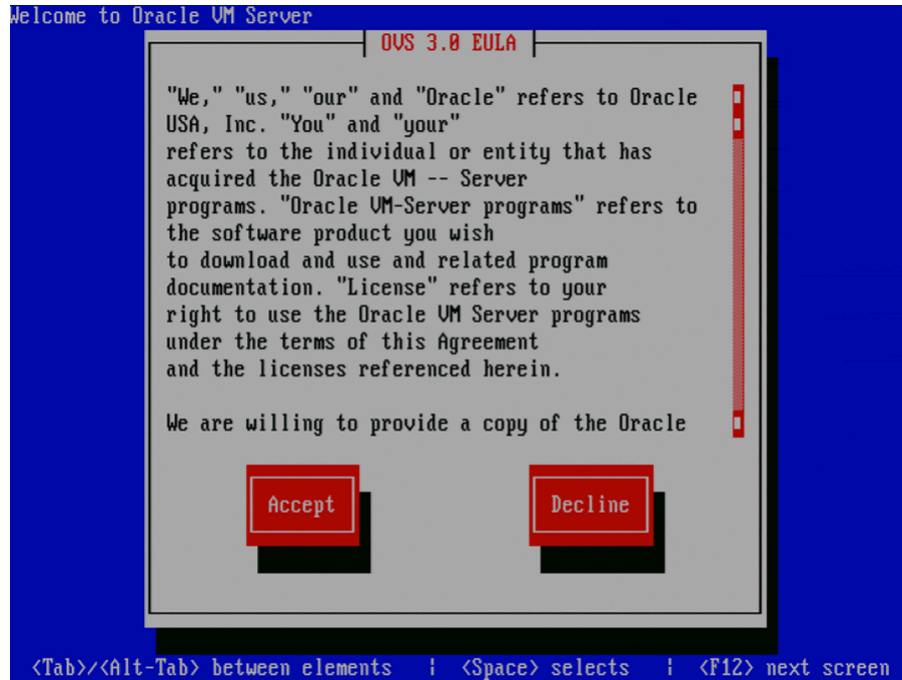 Welcome to Oracle VM Server
OVS 3.0 EULA
"We," "us," "our" and "Oracle" refers to Oracle
USA, Inc. "You" and "your"
refers to the individual or entity that has
acquired the Oracle VM -- Server
programs. "Oracle VM-Server programs" refers to
the software product you wish
to download and use and related program
documentation. "License" refers to your
right to use the Oracle VM Server programs
under the terms of this Agreement
and the licenses referenced herein.
We are willing to provide a copy of the Oracle
Accept
Decline
<Tab>/<Alt-Tab> between elements | <Space> selects | <F12> next screen